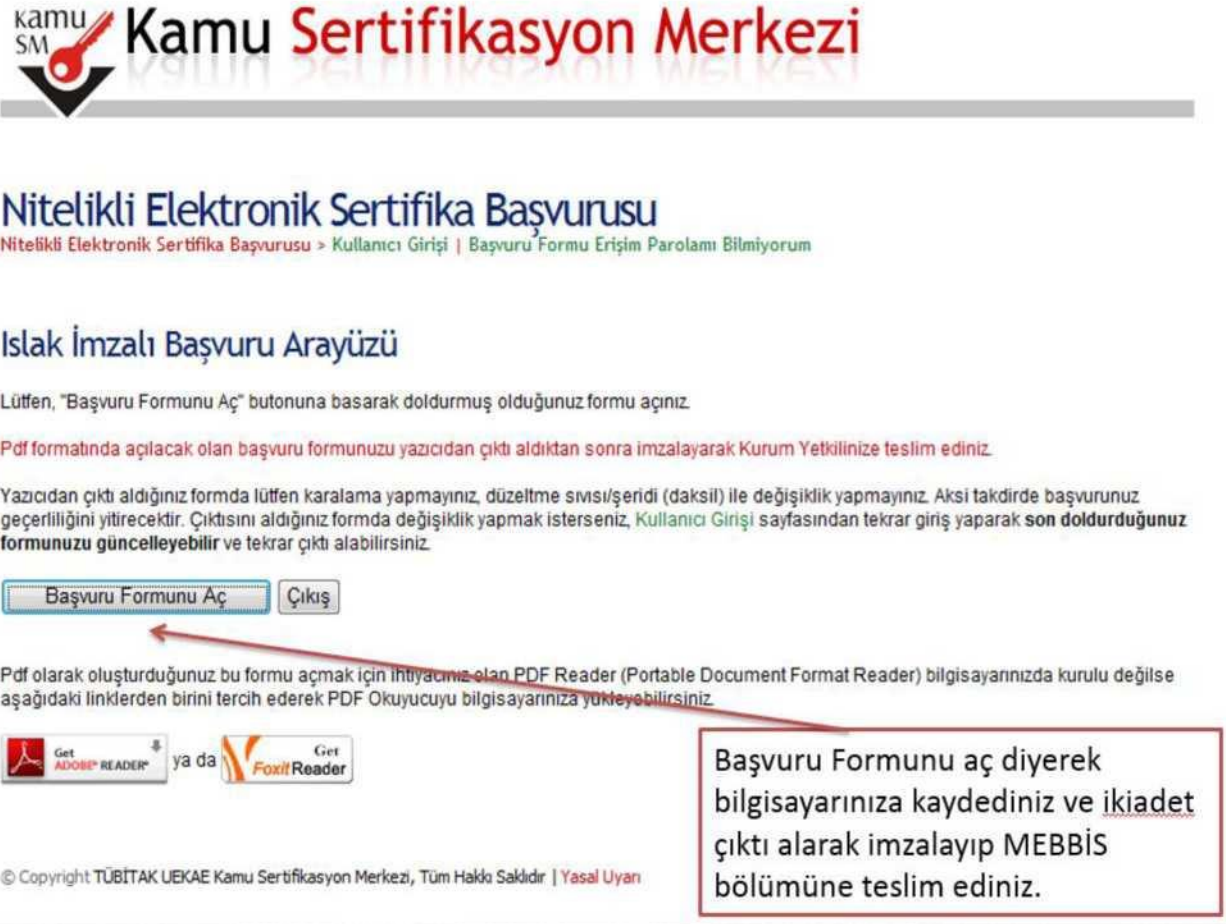 kamu
SM
Kamu Sertifikasyon Merkezi
Nitelikli Elektronik Sertifika Başvurusu
Nitelikli Elektronik Sertifika Başvurusu > Kullanıcı Girişi | Başvuru Formu Erişim Parolamı Bilmiyorum
Islak İmzalı Başvuru Arayüzü
Lütfen, "Başvuru Formunu Aç" butonuna basarak doldurmuş olduğunuz formu açınız.
Pdf formatında açılacak olan başvuru formunuzu yazıcıdan çıktı aldıktan sonra imzalayarak Kurum Yetkilinize teslim ediniz.
Yazıcıdan çıktı aldığınız formda lütfen karalama yapmayınız, düzeltme sıvısı/şeridi (daksil) ile değişiklik yapmayınız. Aksi takdirde başvurunuz
geçerliliğini yitirecektir. Çıktısını aldığınız formda değişiklik yapmak isterseniz, Kullanıcı Girişi sayfasından tekrar giriş yaparak son doldurduğunuz
formunuzu güncelleyebilir ve tekrar çıktı alabilirsiniz.
Başvuru Formunu Aç
Çıkış
Pdf olarak oluşturduğunuz bu formu açmak için ihtiyacınız olan PDF Reader (Portable Document Format Reader) bilgisayarınızda kurulu değilse
aşağıdaki linklerden birini tercih ederek PDF Okuyucuyu bilgisayarınıza yükleyebilirsiniz.
Get
ADOBE® READER®
ya da
Get
Foxit Reader
Başvuru Formunu aç diyerek
bilgisayarınıza kaydediniz ve ikiadet
çıktı alarak imzalayıp MEBBİS
bölümüne teslim ediniz.
© Copyright TÜBİTAK UEKAE Kamu Sertifikasyon Merkezi, Tüm Hakkı Saklıdır | Yasal Uyarı